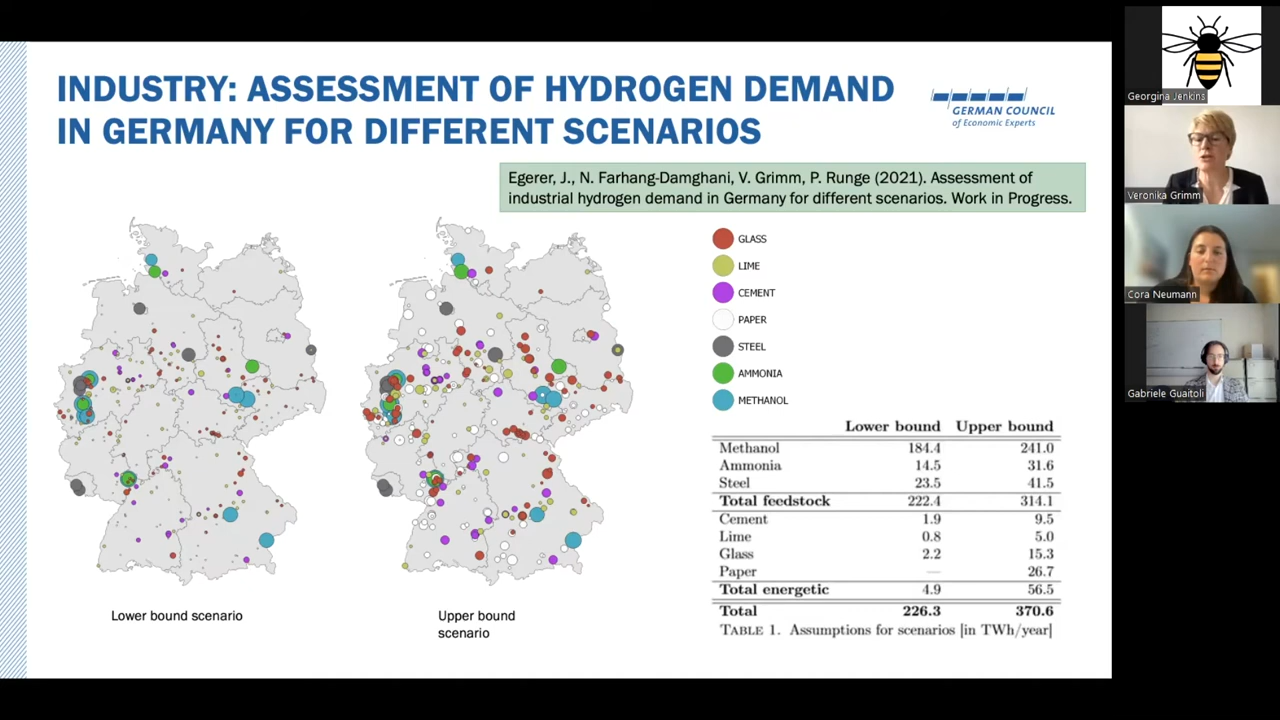 INDUSTRY: ASSESSMENT OF HYDROGEN DEMAND
IN GERMANY FOR DIFFERENT SCENARIOS
GERMAN COUNCIL
of Economic Experts
Egerer, J., N. Farhang-Damghani, V. Grimm, P. Runge (2021). Assessment of
industrial hydrogen demand in Germany for different scenarios. Work in Progress.
GLASS
LIME
CEMENT
PAPER
STEEL
AMMONIA
METHANOL
Lower bound Upper bound
Methanol 184.4 241.0
Ammonia 14.5 31.6
Steel 23.5 41.5
Total feedstock 222.4 314.1
Cement 1.9 9.5
Lime 0.8 5.0
Glass 2.2 15.3
Paper — 26.7
Total energetic 4.9 56.5
Total 226.3 370.6
TABLE 1. Assumptions for scenarios [in TWh/year]
Lower bound scenario
Upper bound
scenario
Georgina Jenkins
Veronika Grimm
Cora Neumann
Gabriele Guaitoli